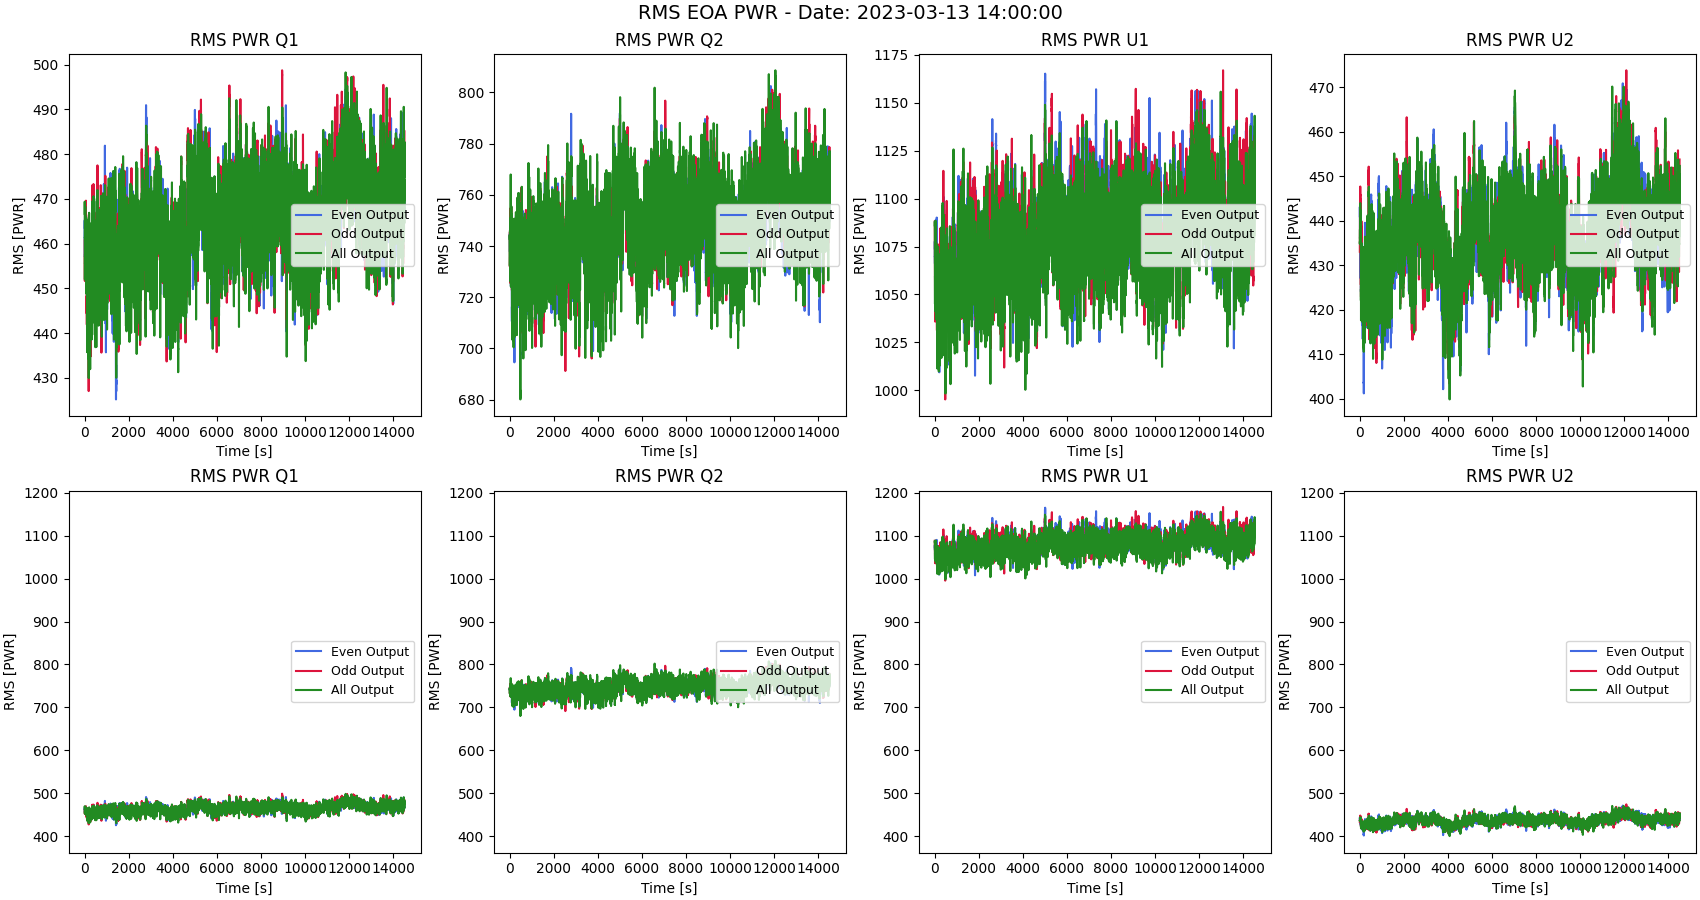 RMS EOA PWR - Date: 2023-03-13 14:00:00
RMS PWR Q1
RMS [PWR]
500
490
480
470
460
450
440
430
0 2000 4000 6000 8000 10000 12000 14000
Time [s]
Even Output
Odd Output
All Output
RMS PWR Q2
RMS [PWR]
800
780
760
740
720
700
680
0 2000 4000 6000 8000 10000 12000 14000
Time [s]
Even Output
Odd Output
All Output
RMS PWR U1
RMS [PWR]
1175
1150
1125
1100
1075
1050
1025
1000
0 2000 4000 6000 8000 10000 12000 14000
Time [s]
Even Output
Odd Output
All Output
RMS PWR U2
RMS [PWR]
470
460
450
440
430
420
410
400
0 2000 4000 6000 8000 10000 12000 14000
Time [s]
Even Output
Odd Output
All Output
RMS PWR Q1
RMS [PWR]
1200
1100
1000
900
800
700
600
500
400
0 2000 4000 6000 8000 10000 12000 14000
Time [s]
Even Output
Odd Output
All Output
RMS PWR Q2
RMS [PWR]
1200
1100
1000
900
800
700
600
500
400
0 2000 4000 6000 8000 10000 12000 14000
Time [s]
Even Output
Odd Output
All Output
RMS PWR U1
RMS [PWR]
1200
1100
1000
900
800
700
600
500
400
0 2000 4000 6000 8000 10000 12000 14000
Time [s]
Even Output
Odd Output
All Output
RMS PWR U2
RMS [PWR]
1200
1100
1000
900
800
700
600
500
400
0 2000 4000 6000 8000 10000 12000 14000
Time [s]
Even Output
Odd Output
All Output